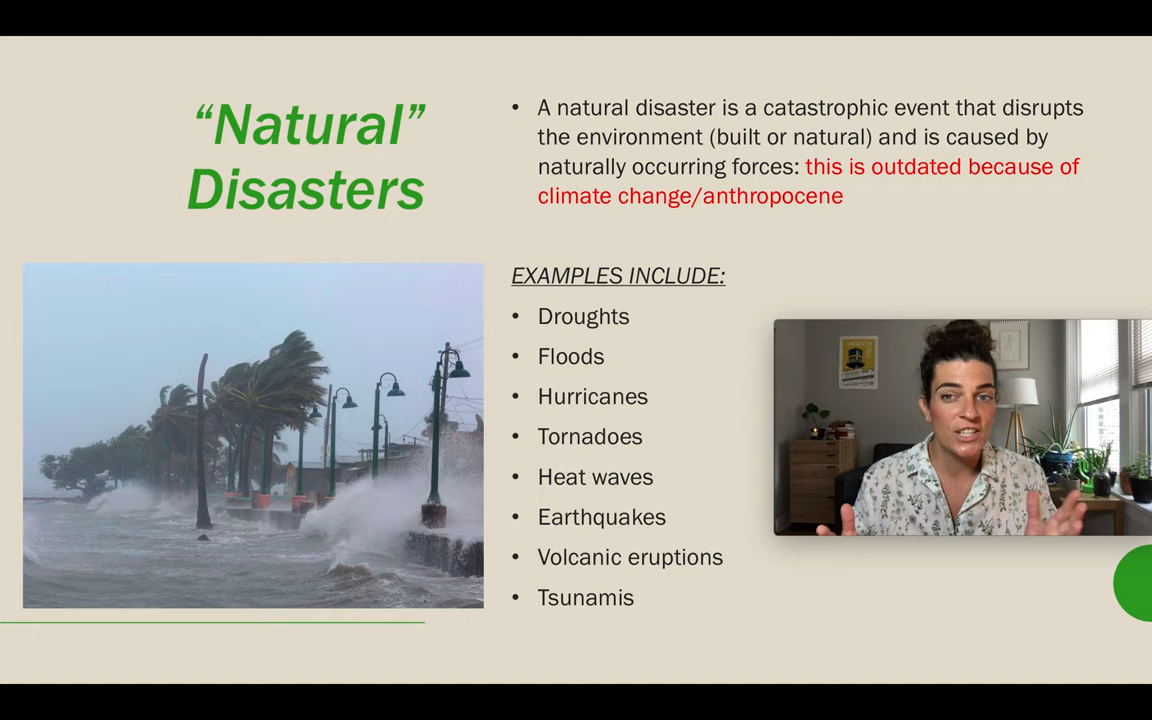 “Natural”
Disasters
• A natural disaster is a catastrophic event that disrupts
the environment (built or natural) and is caused by
naturally occurring forces: this is outdated because of
climate change/anthropocene
EXAMPLES INCLUDE:
• Droughts
• Floods
• Hurricanes
• Tornadoes
• Heat waves
• Earthquakes
• Volcanic eruptions
• Tsunamis